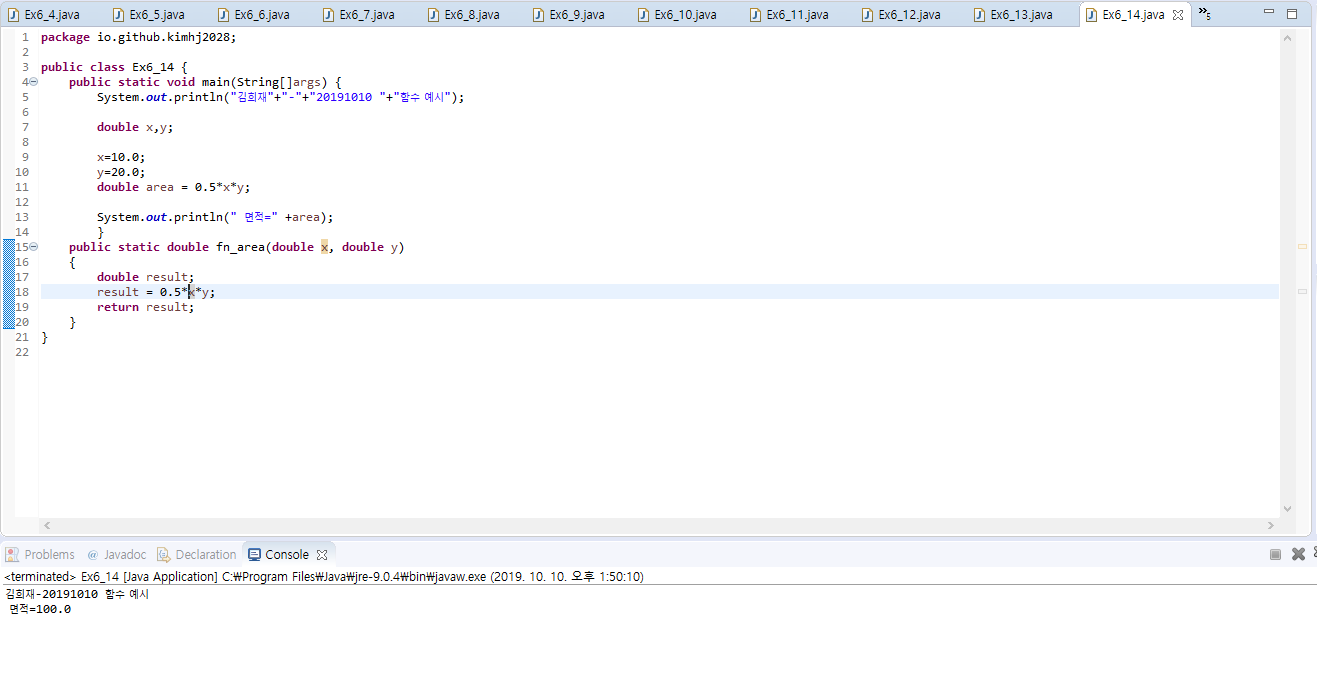 Ex6_4.java Ex6_5.java Ex6_6.java Ex6_7.java Ex6_8.java Ex6_9.java Ex6_10.java Ex6_11.java Ex6_12.java Ex6_13.java Ex6_14.java »5
1 package io.github.kimhj2028;
2
3 public class Ex6_14 {
4 public static void main(String[]args) {
5 System.out.println("김희재"+"-"+"20191010 "+"함수 예시");
6
7 double x,y;
8
9 x=10.0;
10 y=20.0;
11 double area = 0.5*x*y;
12
13 System.out.println(" 면적=" +area);
14 }
15 public static double fn_area(double x, double y)
16 {
17 double result;
18 result = 0.5*x*y;
19 return result;
20 }
21 }
22
Problems @ Javadoc Declaration Console
<terminated> Ex6_14 [Java Application] C:₩Program Files₩Java₩jre-9.0.4₩bin₩javaw.exe (2019. 10. 10. 오후 1:50:10)
김희재-20191010 함수 예시
면적=100.0